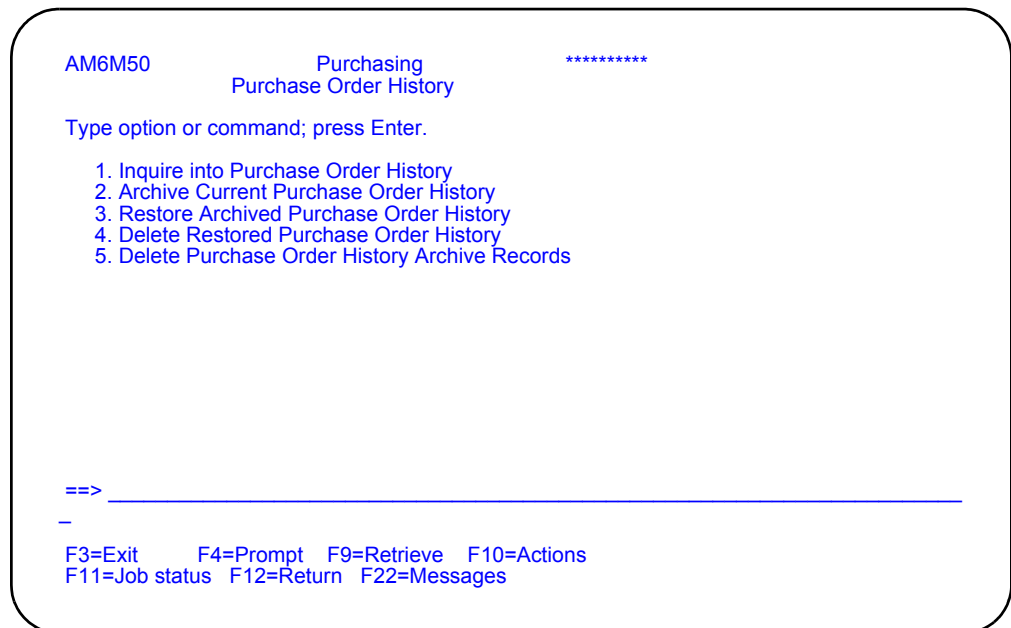 AM6M50 Purchasing **********
Purchase Order History
Type option or command; press Enter.
1. Inquire into Purchase Order History
2. Archive Current Purchase Order History
3. Restore Archived Purchase Order History
4. Delete Restored Purchase Order History
5. Delete Purchase Order History Archive Records
==> ______________________________________________________________
_
F3=Exit F4=Prompt F9=Retrieve F10=Actions
F11=Job status F12=Return F22=Messages